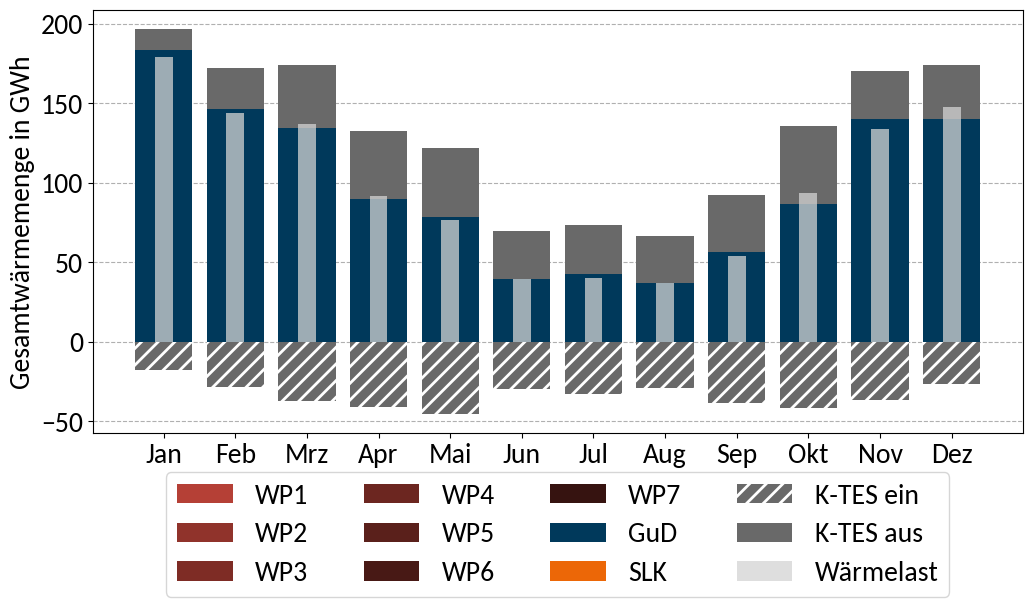 Gesamtwärmemenge in GWh
200
150
100
50
0
−50
Jan Feb Mrz Apr Mai Jun Jul Aug Sep Okt Nov Dez
WP1 WP4 WP7 K-TES ein
WP2 WP5 GuD K-TES aus
WP3 WP6 SLK Wärmelast